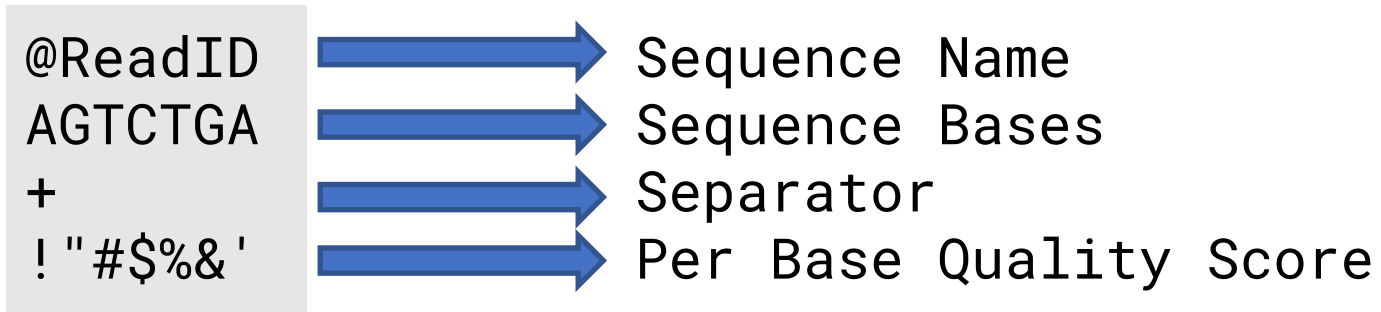 @ReadID Sequence Name
AGTCTGA Sequence Bases
+ Separator
!"#$%&' Per Base Quality Score